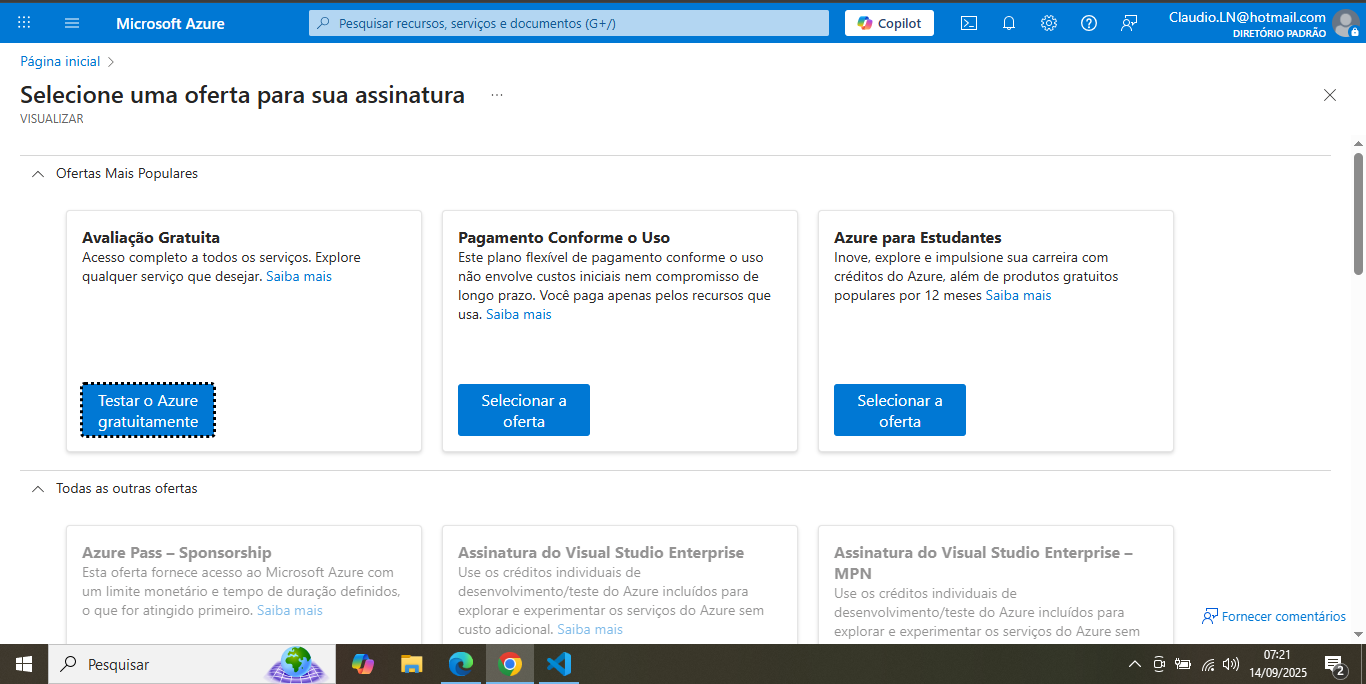 Microsoft Azure
Pesquisar recursos, serviços e documentos (G+/)
Copilot
Claudio.LN@hotmail.com
DIRETÓRIO PADRÃO
Página inicial
Selecione uma oferta para sua assinatura
...
VISUALIZAR
Ofertas Mais Populares
Avaliação Gratuita
Acesso completo a todos os serviços. Explore
qualquer serviço que desejar. Saiba mais
Testar o Azure
gratuitamente
Pagamento Conforme o Uso
Este plano flexível de pagamento conforme o uso
não envolve custos iniciais nem compromisso de
longo prazo. Você paga apenas pelos recursos que
usa. Saiba mais
Selecionar a
oferta
Azure para Estudantes
Inove, explore e impulsione sua carreira com
créditos do Azure, além de produtos gratuitos
populares por 12 meses Saiba mais
Selecionar a
oferta
Todas as outras ofertas
Azure Pass – Sponsorship
Esta oferta fornece acesso ao Microsoft Azure com
um limite monetário e tempo de duração definidos,
o que for atingido primeiro. Saiba mais
Assinatura do Visual Studio Enterprise
Use os créditos individuais de
desenvolvimento/teste do Azure incluídos para
explorar e experimentar os serviços do Azure sem
custo adicional. Saiba mais
Assinatura do Visual Studio Enterprise –
MPN
Use os créditos individuais de
desenvolvimento/teste do Azure incluídos para
explorar e experimentar os serviços do Azure sem
Fornecer comentários
Pesquisar
07:21
14/09/2025
2